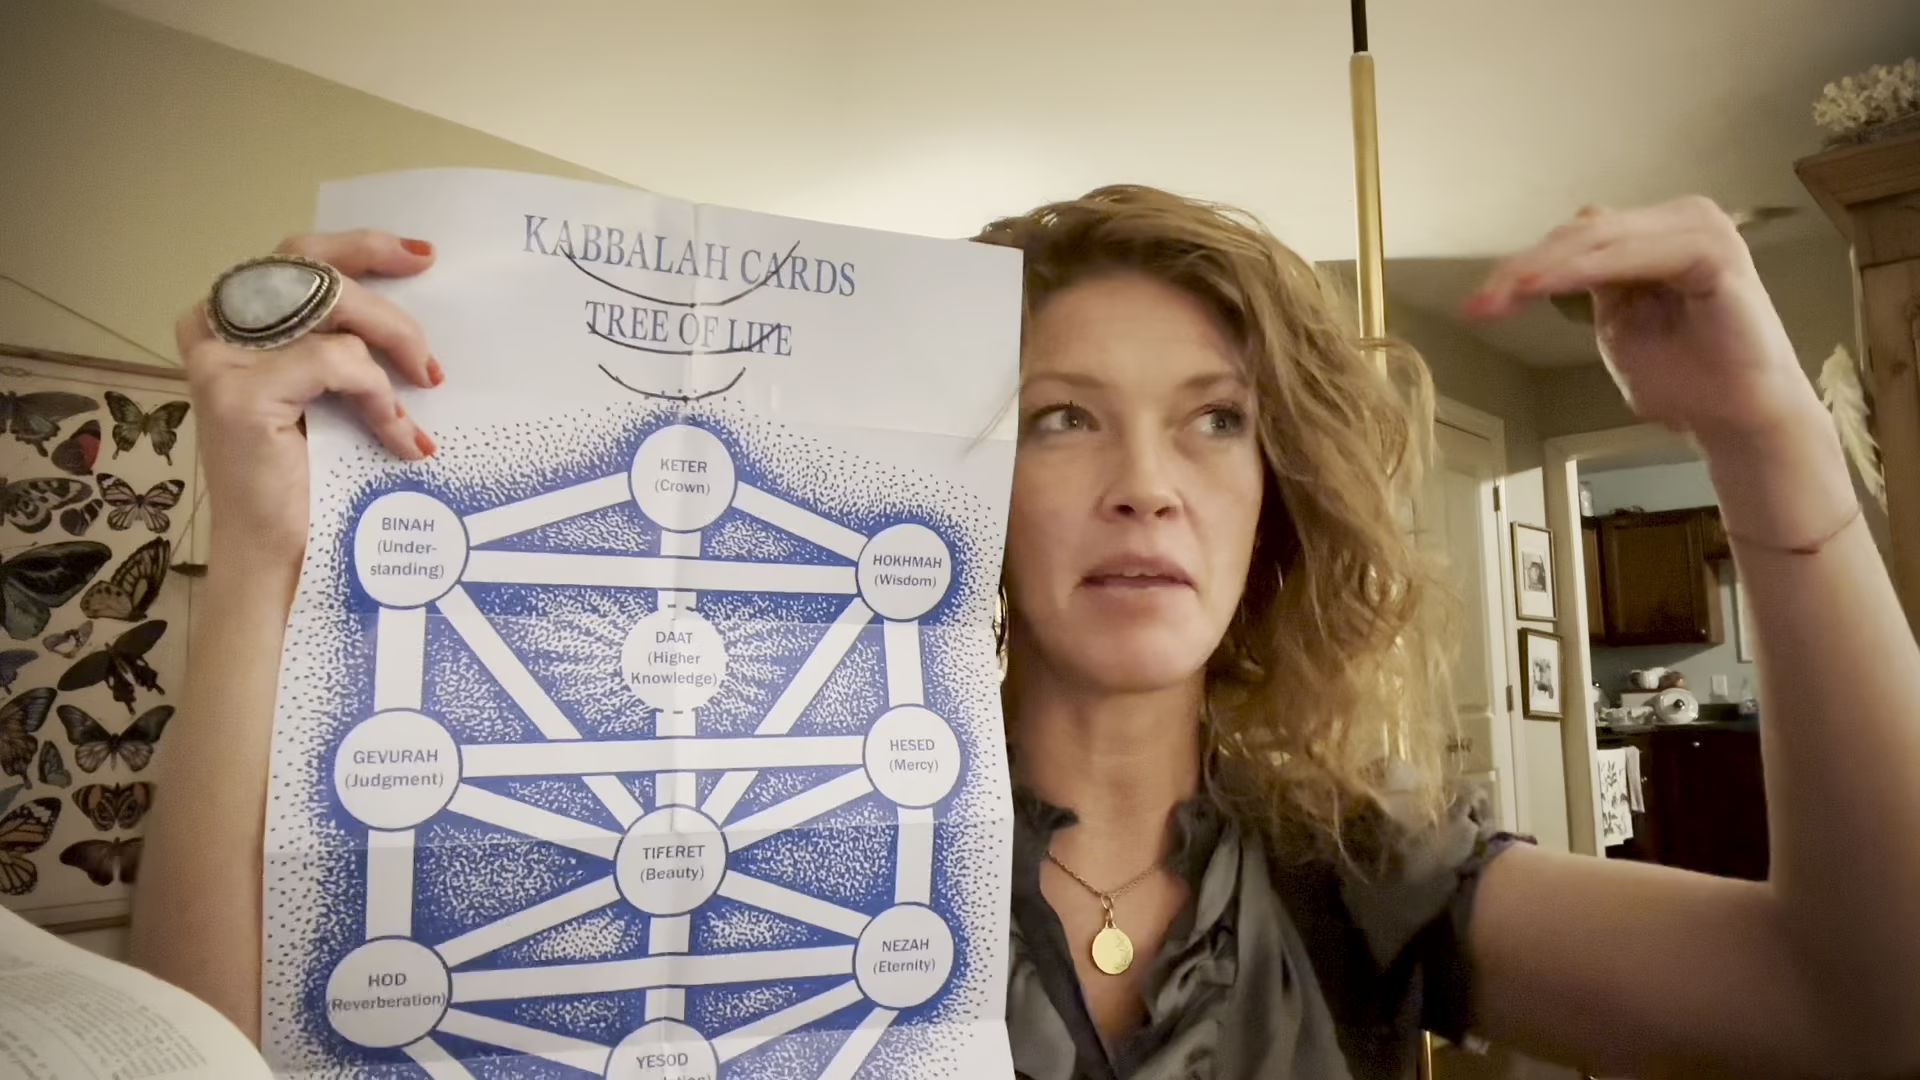 KABBALAH CARDS
TREE OF LIFE
KETER
(Crown)
BINAH
(Under-
standing)
HOKHMAH
(Wisdom)
DAAT
(Higher
Knowledge)
GEVURAH
(Judgment)
HESED
(Mercy)
TIFERET
(Beauty)
HOD
(Reverberation)
NEZAH
(Eternity)
YESOD